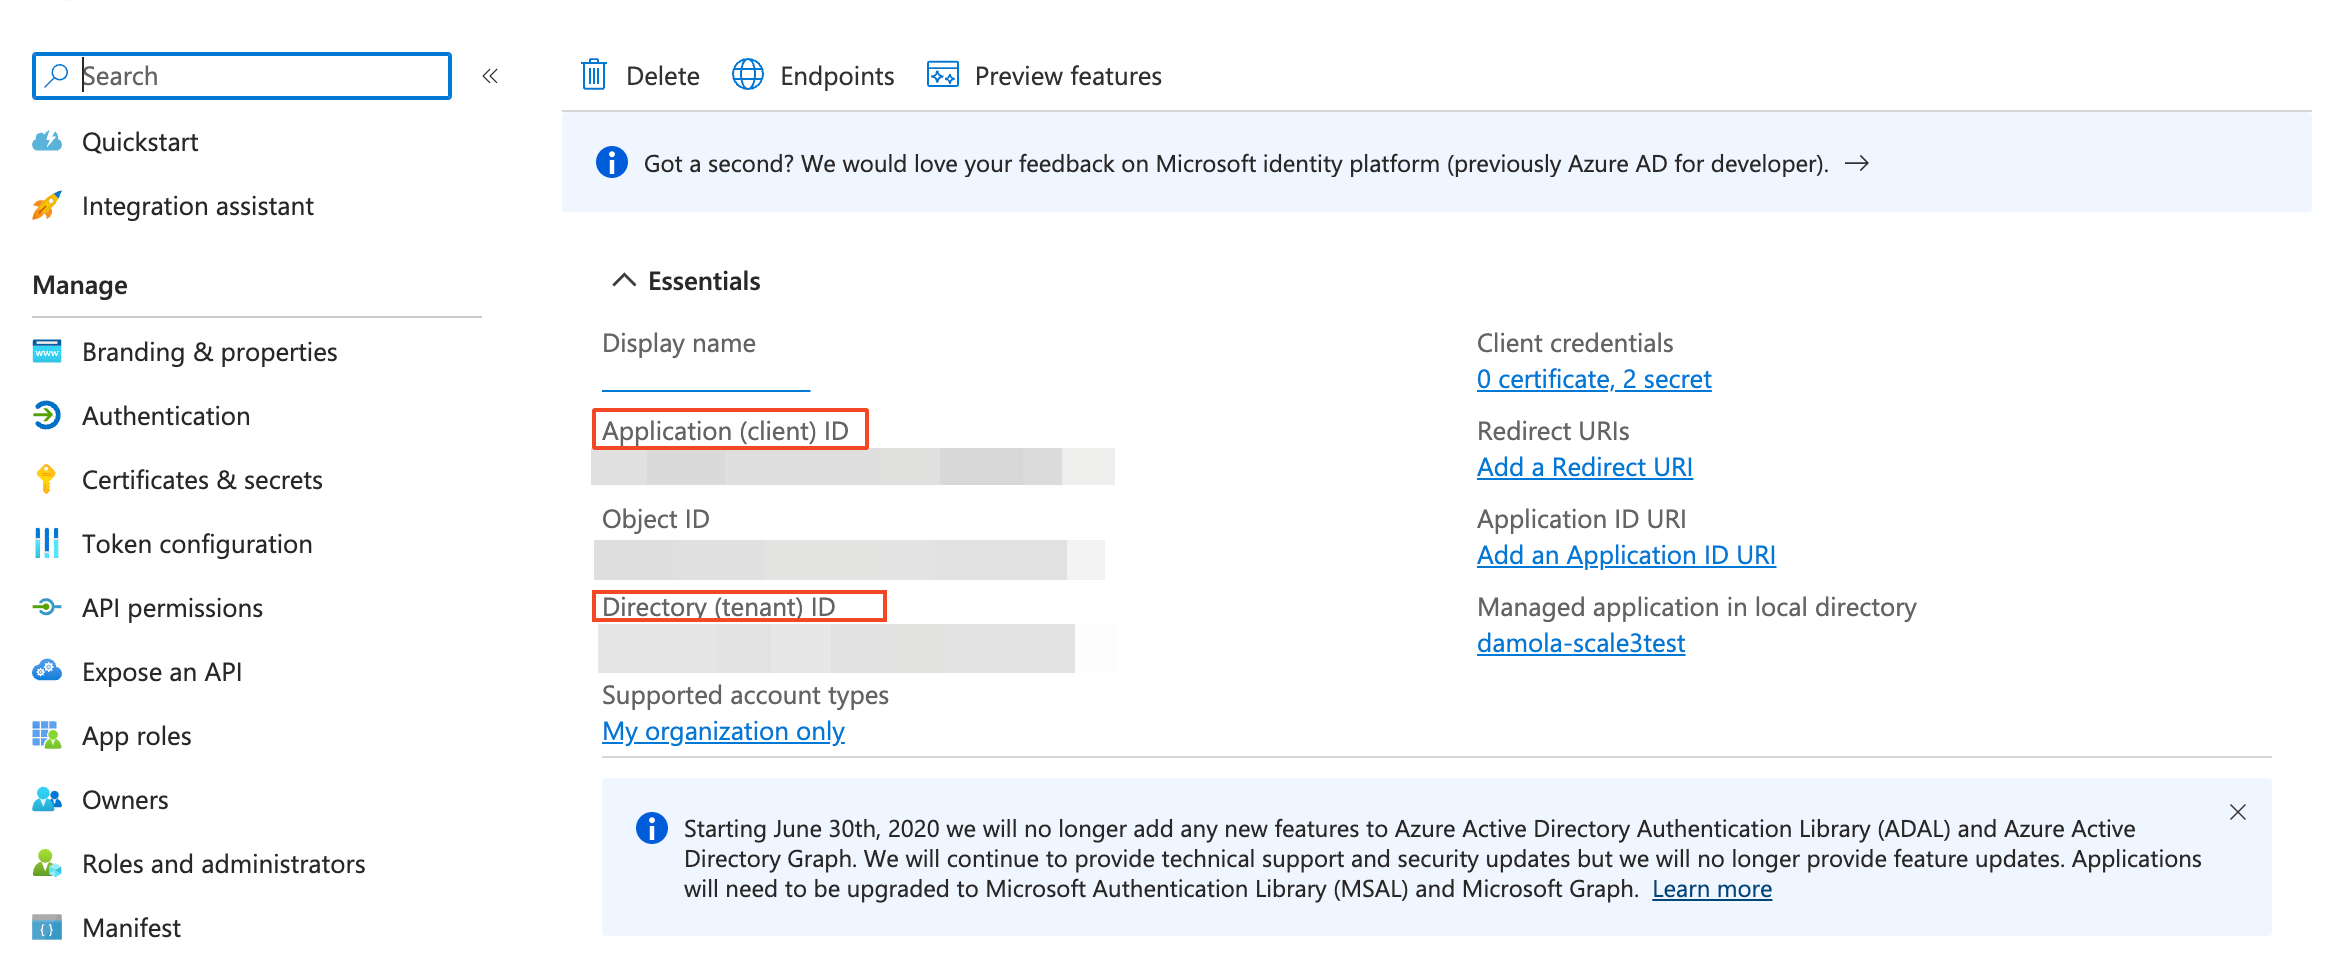 Search
Quickstart
Integration assistant
Manage
Branding & properties
Authentication
Certificates & secrets
Token configuration
API permissions
Expose an API
App roles
Owners
Roles and administrators
Manifest
Delete
Endpoints
Preview features
Got a second? We would love your feedback on Microsoft identity platform (previously Azure AD for developer).
Essentials
Display name
Application (client) ID
Object ID
Directory (tenant) ID
Supported account types
My organization only
Client credentials
0 certificate, 2 secret
Redirect URIs
Add a Redirect URI
Application ID URI
Add an Application ID URI
Managed application in local directory
damola-scale3test
Starting June 30th, 2020 we will no longer add any new features to Azure Active Directory Authentication Library (ADAL) and Azure Active
Directory Graph. We will continue to provide technical support and security updates but we will no longer provide feature updates. Applications
will need to be upgraded to Microsoft Authentication Library (MSAL) and Microsoft Graph. Learn more